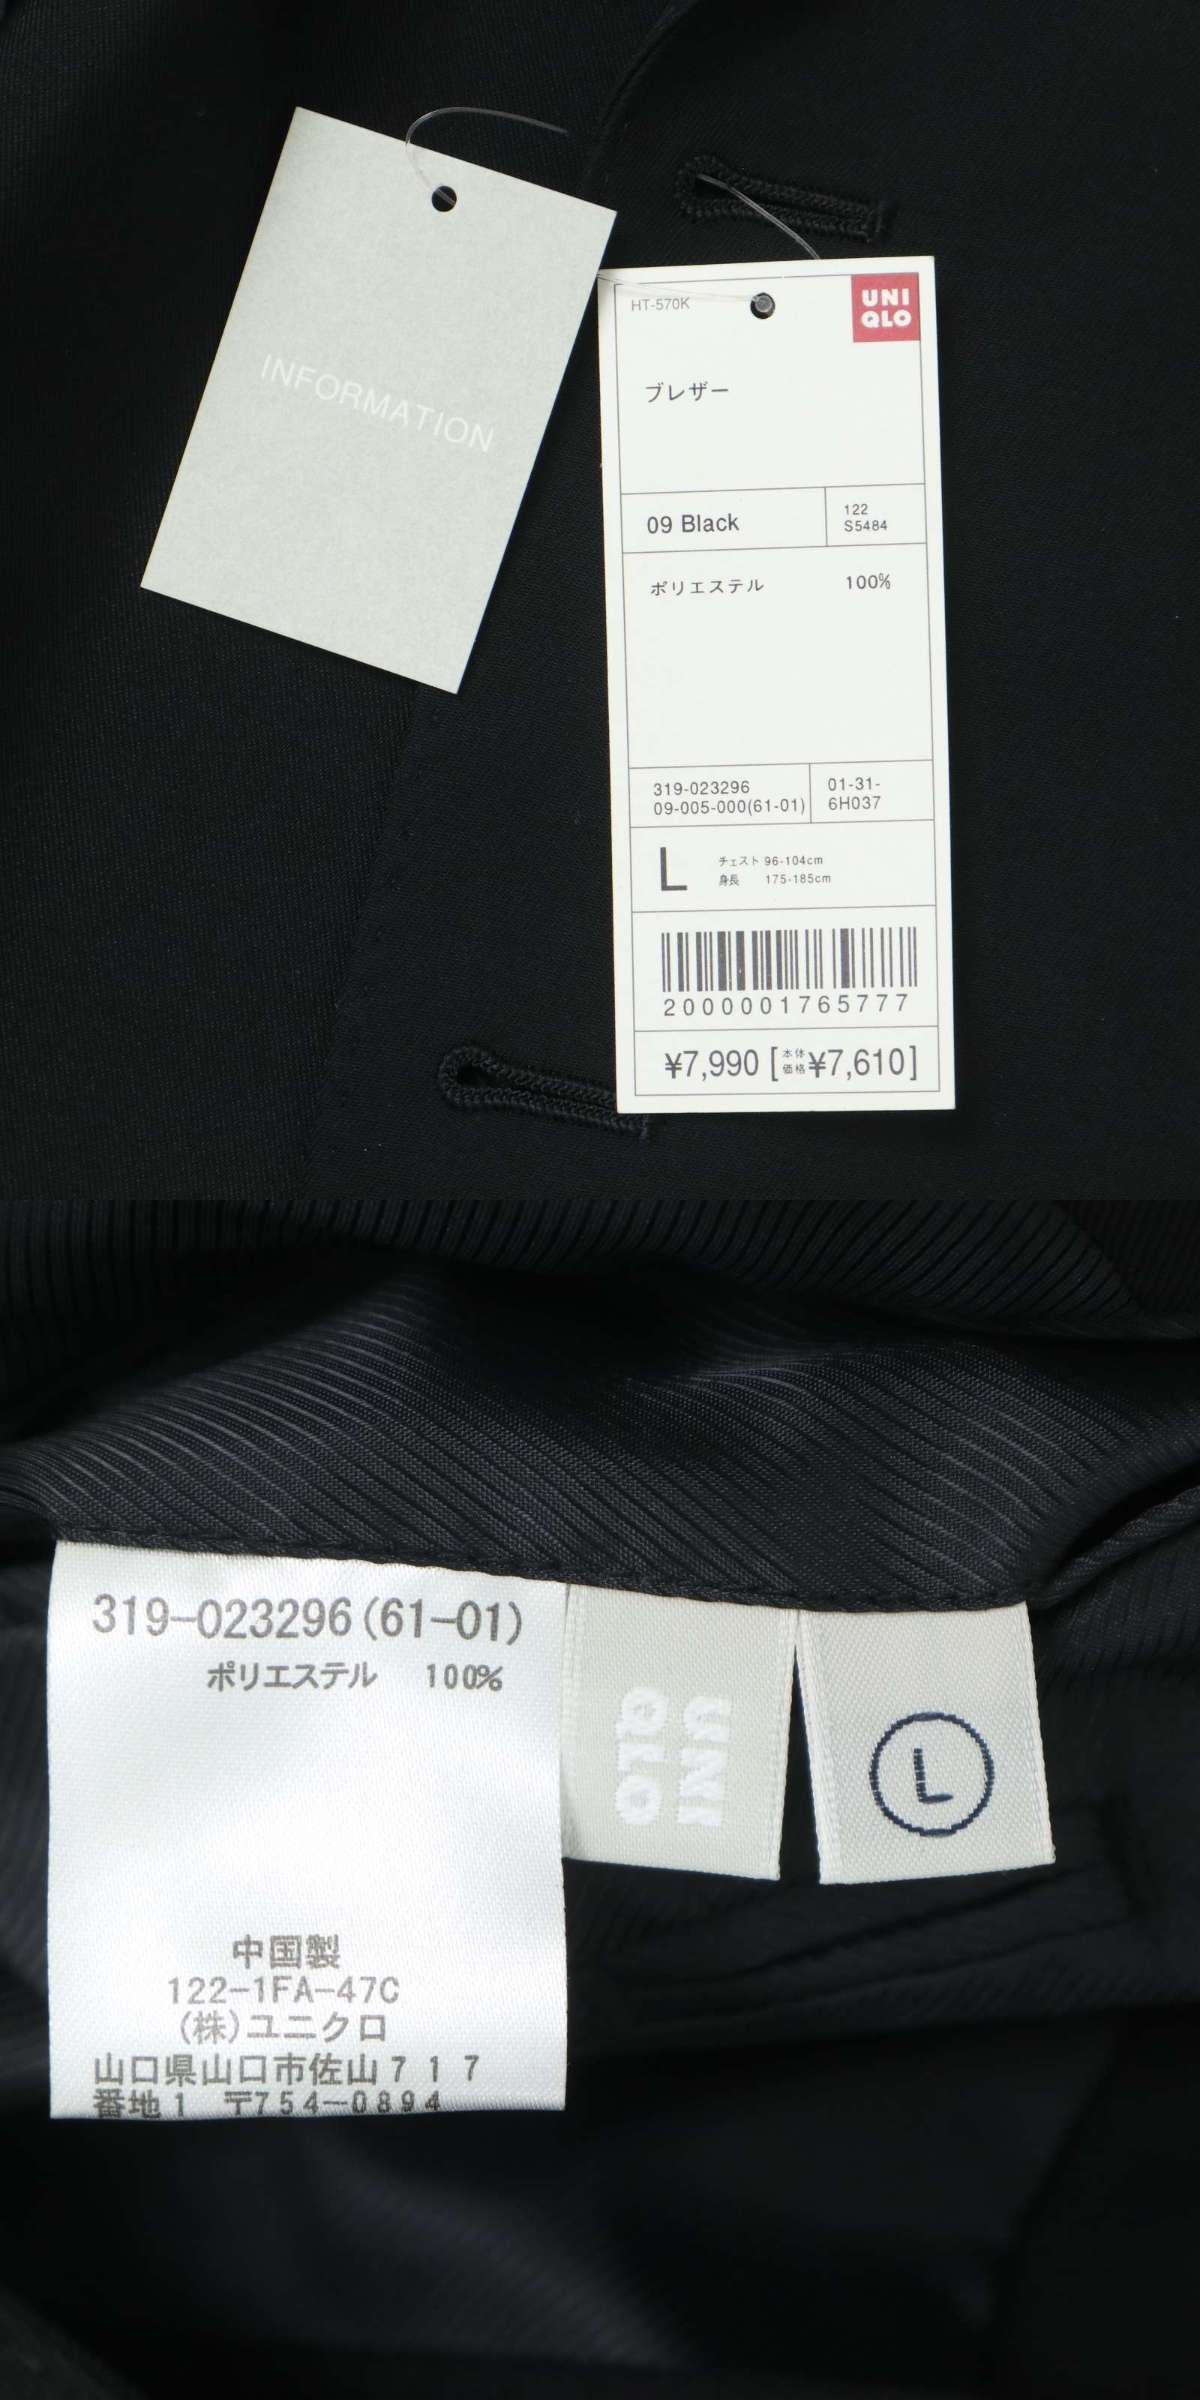 INFORMATION
HT-570K
UNI
QLO
ブレザー
09 Black
122
S5484
ポリエステル 100%
319-023296
09-005-000(61-01)
01-31-
6H037
L
チェスト 96-104cm
身長 175-185cm
2000001765777
¥7,990 [本体価格¥7,610]
319-023296(61-01)
ポリエステル 100%
中国製
122-1FA-47C
(株)ユニクロ
山口県山口市佐山717
番地1 〒754-0894
UNI
QLO
L